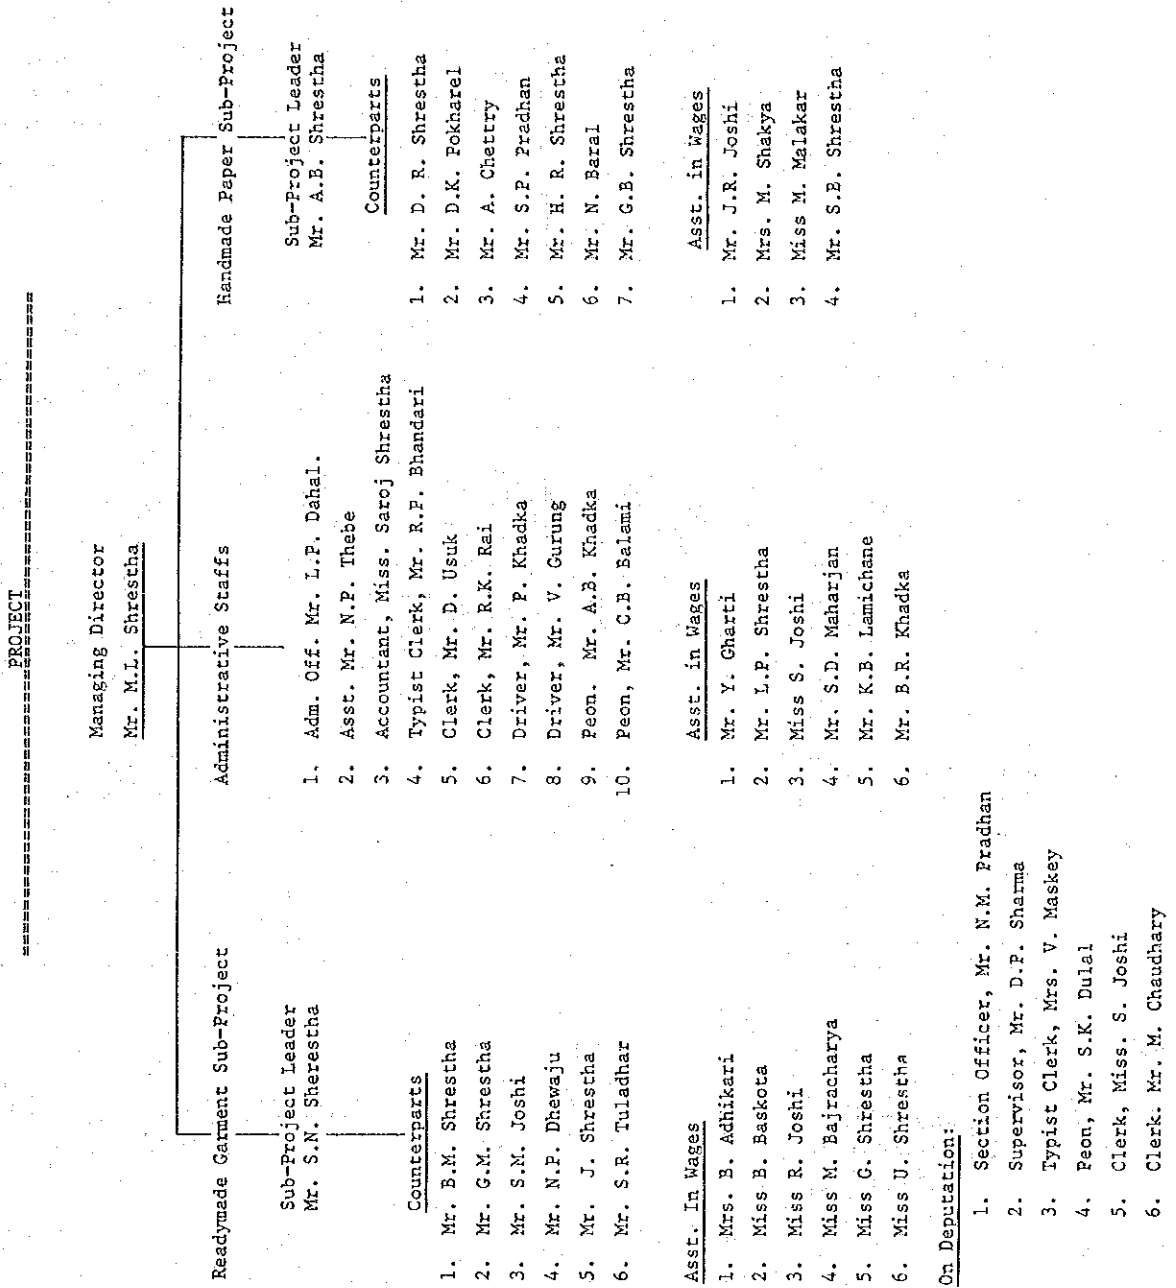 PROJECT
==================================================
Managing Director
Mr. M.L. Shrestha
Readymade Garment Sub-Project
Sub-Project Leader
Mr. S.N. Sherestha
Counterparts
1. Mr. B.M. Shrestha
2. Mr. G.M. Shrestha
3. Mr. S.M. Joshi
4. Mr. N.P. Dhewaju
5. Mr. J. Shrestha
6. Mr. S.R. Tuladhar
Asst. In Wages
1. Mrs. B. Adhikari
2. Miss B. Baskota
3. Miss R. Joshi
4. Miss M. Bajracharya
5. Miss G. Shrestha
6. Miss U. Shrestha
Administrative Staffs
1. Adm. Off. Mr. L.P. Dahal.
2. Asst. Mr. N.P. Thebe
3. Accountant, Miss. Saroj Shrestha
4. Typist Clerk, Mr. R.P. Bhandari
5. Clerk, Mr. D. Usuk
6. Clerk, Mr. R.K. Rai
7. Driver, Mr. P. Khadka
8. Driver, Mr. V. Gurung
9. Peon. Mr. A.B. Khadka
10. Peon, Mr. C.B. Balami
Asst. in Wages
1. Mr. Y. Gharti
2. Mr. L.P. Shrestha
3. Miss S. Joshi
4. Mr. S.D. Maharjan
5. Mr. K.B. Lamichane
6. Mr. B.R. Khadka
Handmade Paper Sub-Project
Sub-Project Leader
Mr. A.B. Shrestha
Counterparts
1. Mr. D. R. Shrestha
2. Mr. D.K. Pokharel
3. Mr. A. Chettry
4. Mr. S.P. Pradhan
5. Mr. H. R. Shrestha
6. Mr. N. Baral
7. Mr. G.B. Shrestha
Asst. in Wages
1. Mr. J.R. Joshi
2. Mrs. M. Shakya
3. Miss M. Malakar
4. Mr. S.B. Shrestha
On Deputation:
1. Section Officer, Mr. N.M. Pradhan
2. Supervisor, Mr. D.P. Sharma
3. Typist Clerk, Mrs. V. Maskey
4. Peon, Mr. S.K. Dulal
5. Clerk, Miss. S. Joshi
6. Clerk. Mr. M. Chaudhary